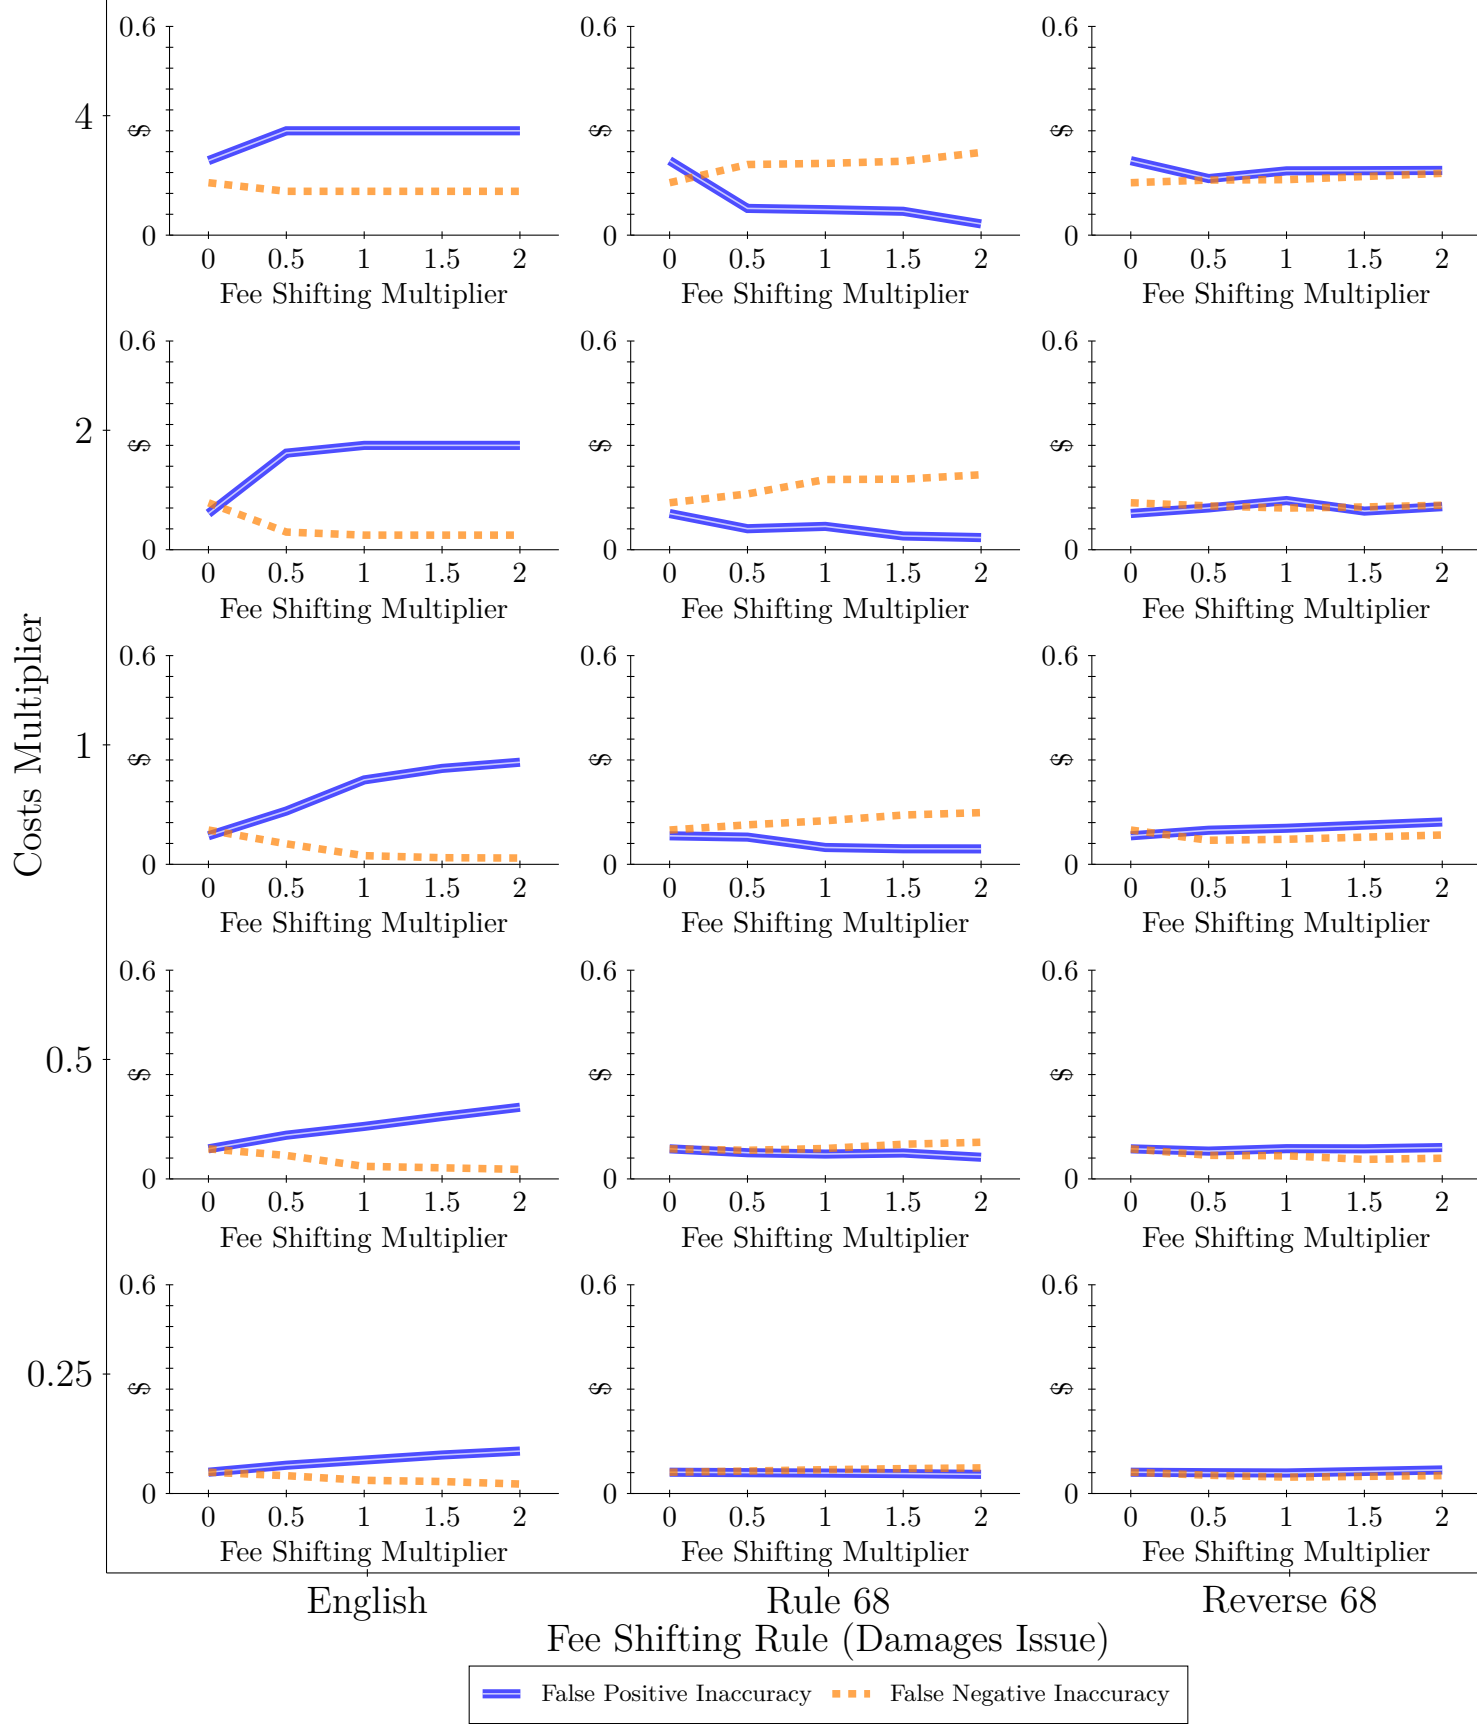 0.6 0.6 0.6
4 $ $ $
0 0 0
0 0.5 1 1.5 2 0 0.5 1 1.5 2 0 0.5 1 1.5 2
Fee Shifting Multiplier Fee Shifting Multiplier Fee Shifting Multiplier
0.6 0.6 0.6
2 $ $ $
0 0 0
0 0.5 1 1.5 2 0 0.5 1 1.5 2 0 0.5 1 1.5 2
Fee Shifting Multiplier Fee Shifting Multiplier Fee Shifting Multiplier
Costs Multiplier
0.6 0.6 0.6
1 $ $ $
0 0 0
0 0.5 1 1.5 2 0 0.5 1 1.5 2 0 0.5 1 1.5 2
Fee Shifting Multiplier Fee Shifting Multiplier Fee Shifting Multiplier
0.6 0.6 0.6
0.5 $ $ $
0 0 0
0 0.5 1 1.5 2 0 0.5 1 1.5 2 0 0.5 1 1.5 2
Fee Shifting Multiplier Fee Shifting Multiplier Fee Shifting Multiplier
0.6 0.6 0.6
0.25 $ $ $
0 0 0
0 0.5 1 1.5 2 0 0.5 1 1.5 2 0 0.5 1 1.5 2
Fee Shifting Multiplier Fee Shifting Multiplier Fee Shifting Multiplier
English Rule 68 Reverse 68
Fee Shifting Rule (Damages Issue)
False Positive Inaccuracy False Negative Inaccuracy